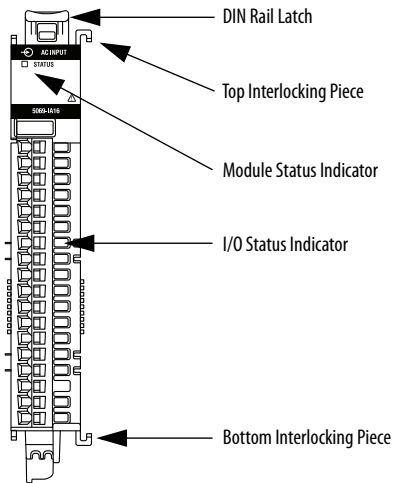 DIN Rail Latch
AC INPUT
STATUS
Top Interlocking Piece
5069-IA16
Module Status Indicator
I/O Status Indicator
Bottom Interlocking Piece